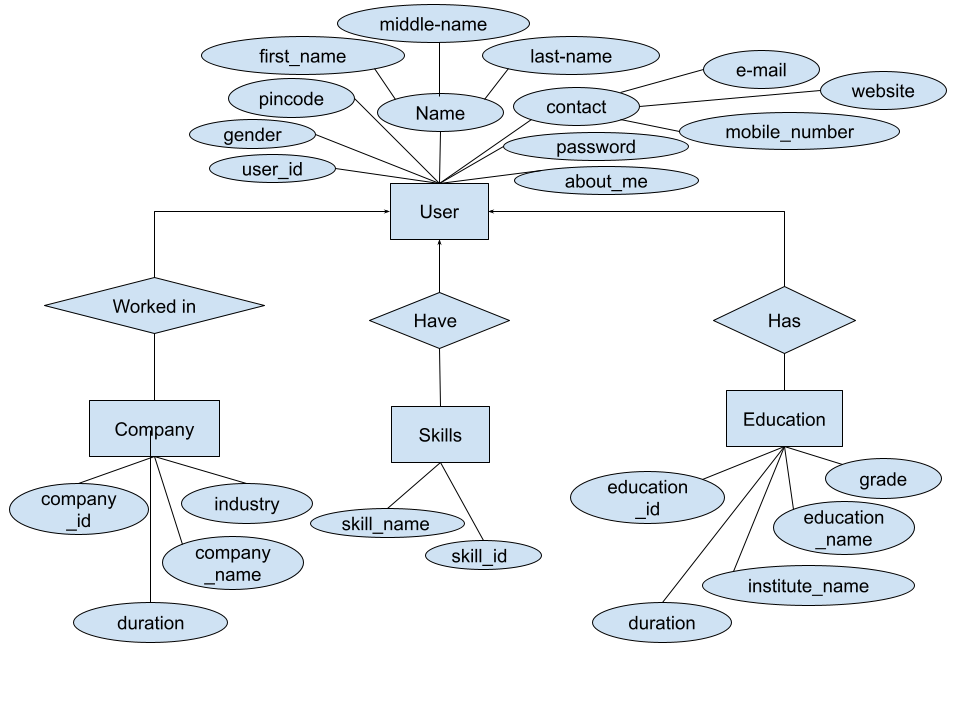 middle-name
first_name
last-name
e-mail
website
pincode
Name
contact
gender
password
mobile_number
user_id
about_me
User
Worked in
Have
Has
Company
Skills
Education
company
_id
industry
skill_name
education
_id
grade
company
_name
skill_id
education
_name
institute_name
duration
duration